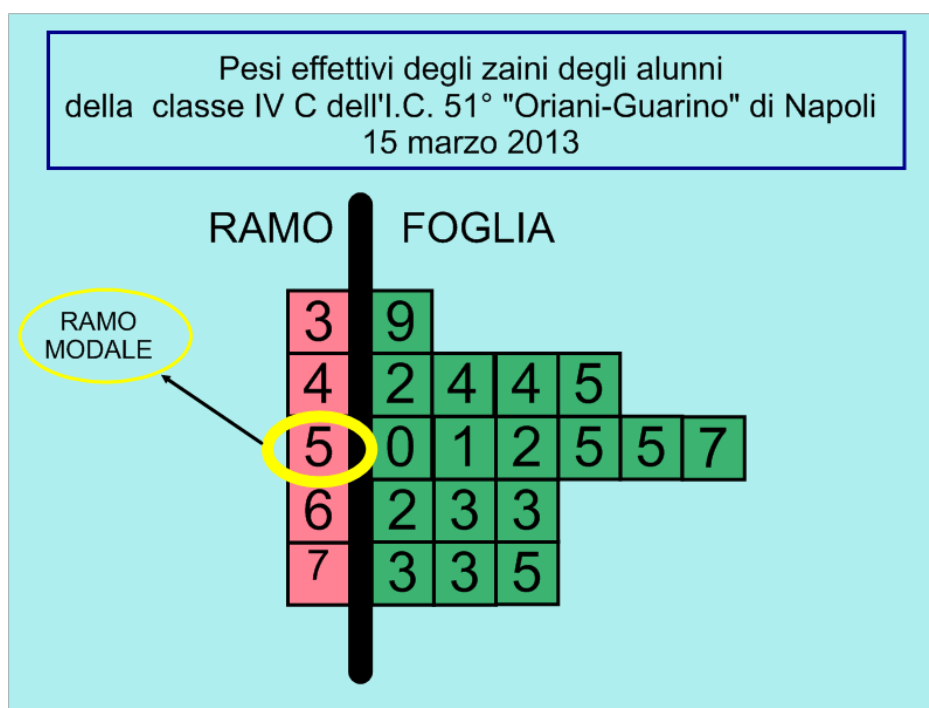 Pesi effettivi degli zaini degli alunni
della classe IV C dell'I.C. 51° "Oriani-Guarino" di Napoli
15 marzo 2013
RAMO FOGLIA
RAMO
MODALE
3 9
4 2 4 4 5
5 0 1 2 5 5 7
6 2 3 3
7 3 3 5